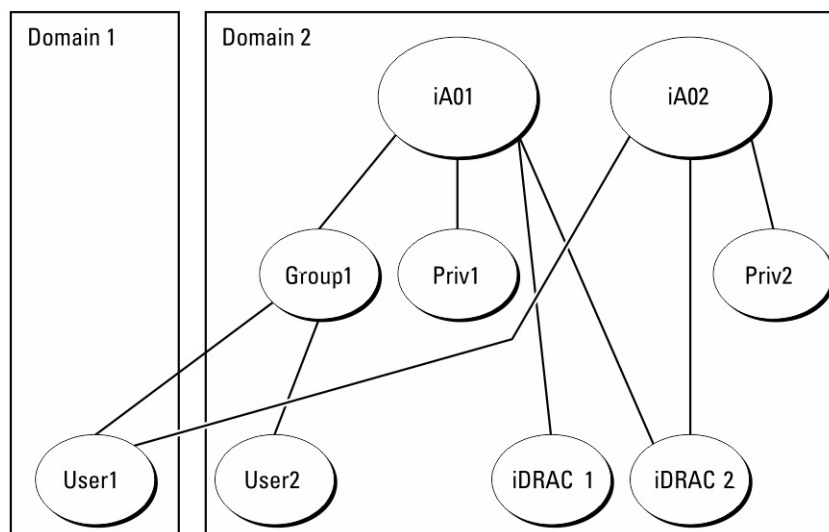 Domain 1
Domain 2
iA01
iA02
Group1
Priv1
Priv2
User1
User2
iDRAC 1
iDRAC 2